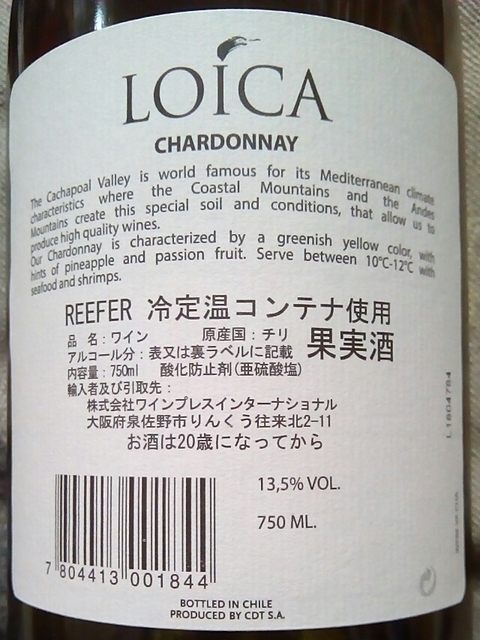 LOICA
CHARDONNAY
The Cachapoal Valley is world famous for its Mediterranean climate
characteristics where the Coastal Mountains and the Andes
Mountains create this special soil and conditions, that allow us to
produce high quality wines.
Our Chardonnay is characterized by a greenish yellow color, with
hints of pineapple and passion fruit. Serve between 10°C-12°C with
seafood and shrimps.
REEFER 冷定温コンテナ使用
品 名：ワイン 原産国：チリ
アルコール分：表又は裏ラベルに記載 果実酒
内容量：750ml 酸化防止剤(亜硫酸塩)
輸入者及び引取先：
株式会社ワインプレスインターナショナル
大阪府泉佐野市りんくう往来北2-11
お酒は20歳になってから
13,5% VOL.
750 ML.
7 804413 001844
BOTTLED IN CHILE
PRODUCED BY CDT S.A.
L1604784